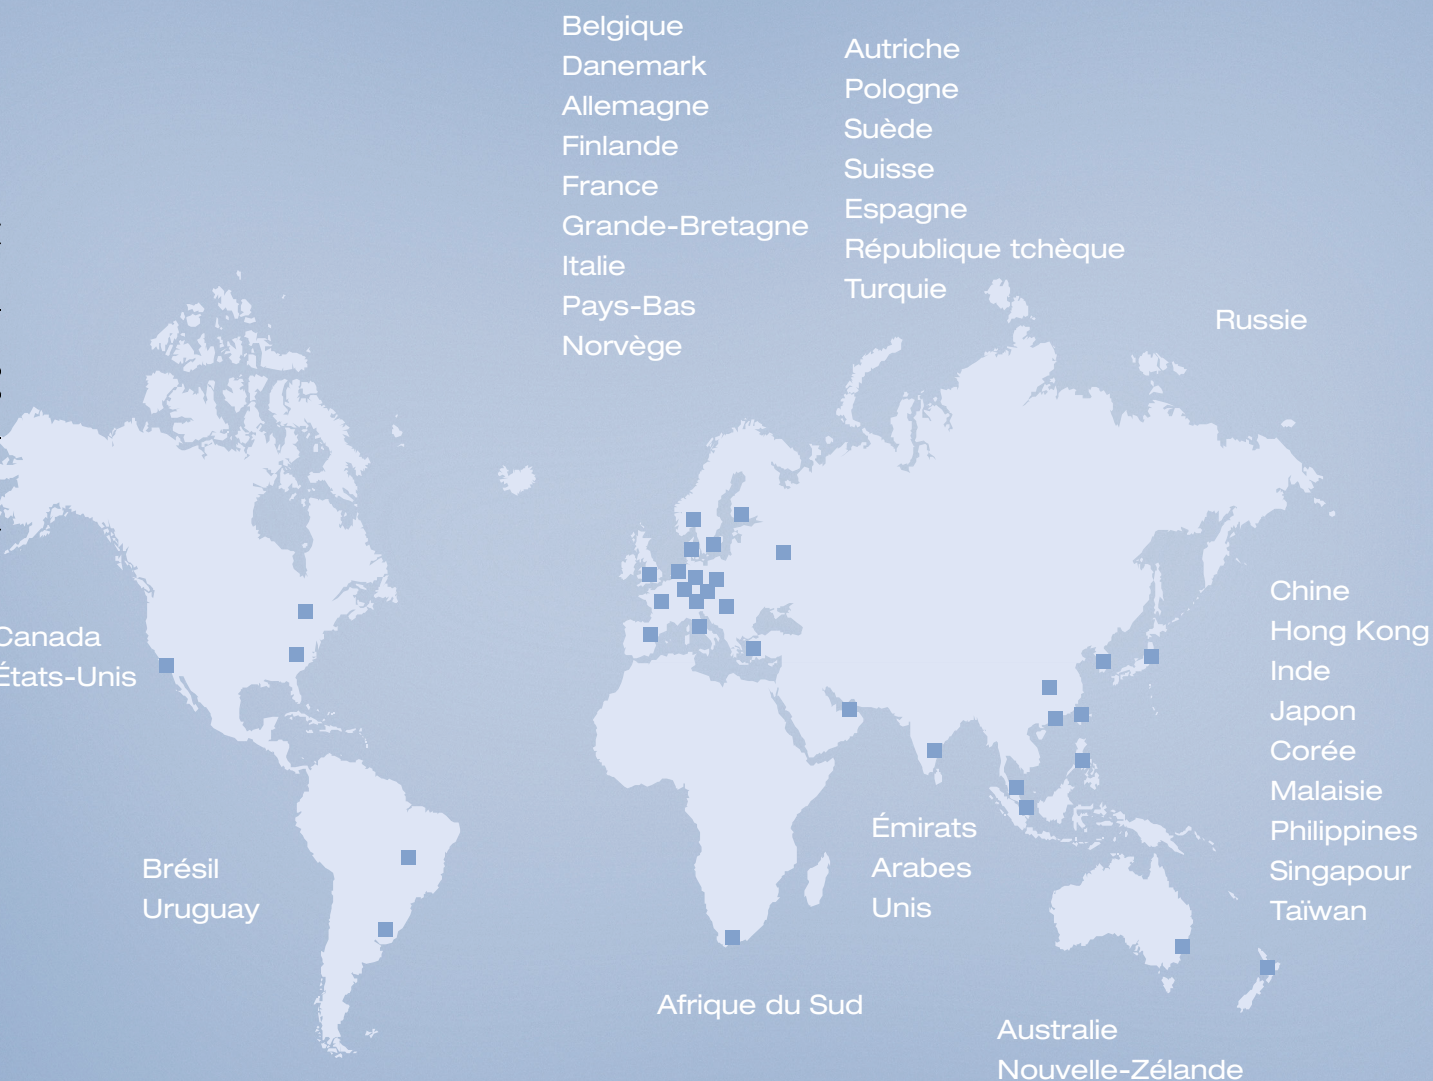 Belgique
Danemark
Allemagne
Finlande
France
Grande-Bretagne
Italie
Pays-Bas
Norvège
Autriche
Pologne
Suède
Suisse
Espagne
République tchèque
Turquie
Russie
Canada
États-Unis
Chine
Hong Kong
Inde
Japon
Corée
Malaisie
Philippines
Singapour
Taïwan
Brésil
Uruguay
Émirats
Arabes
Unis
Afrique du Sud
Australie
Nouvelle-Zélande